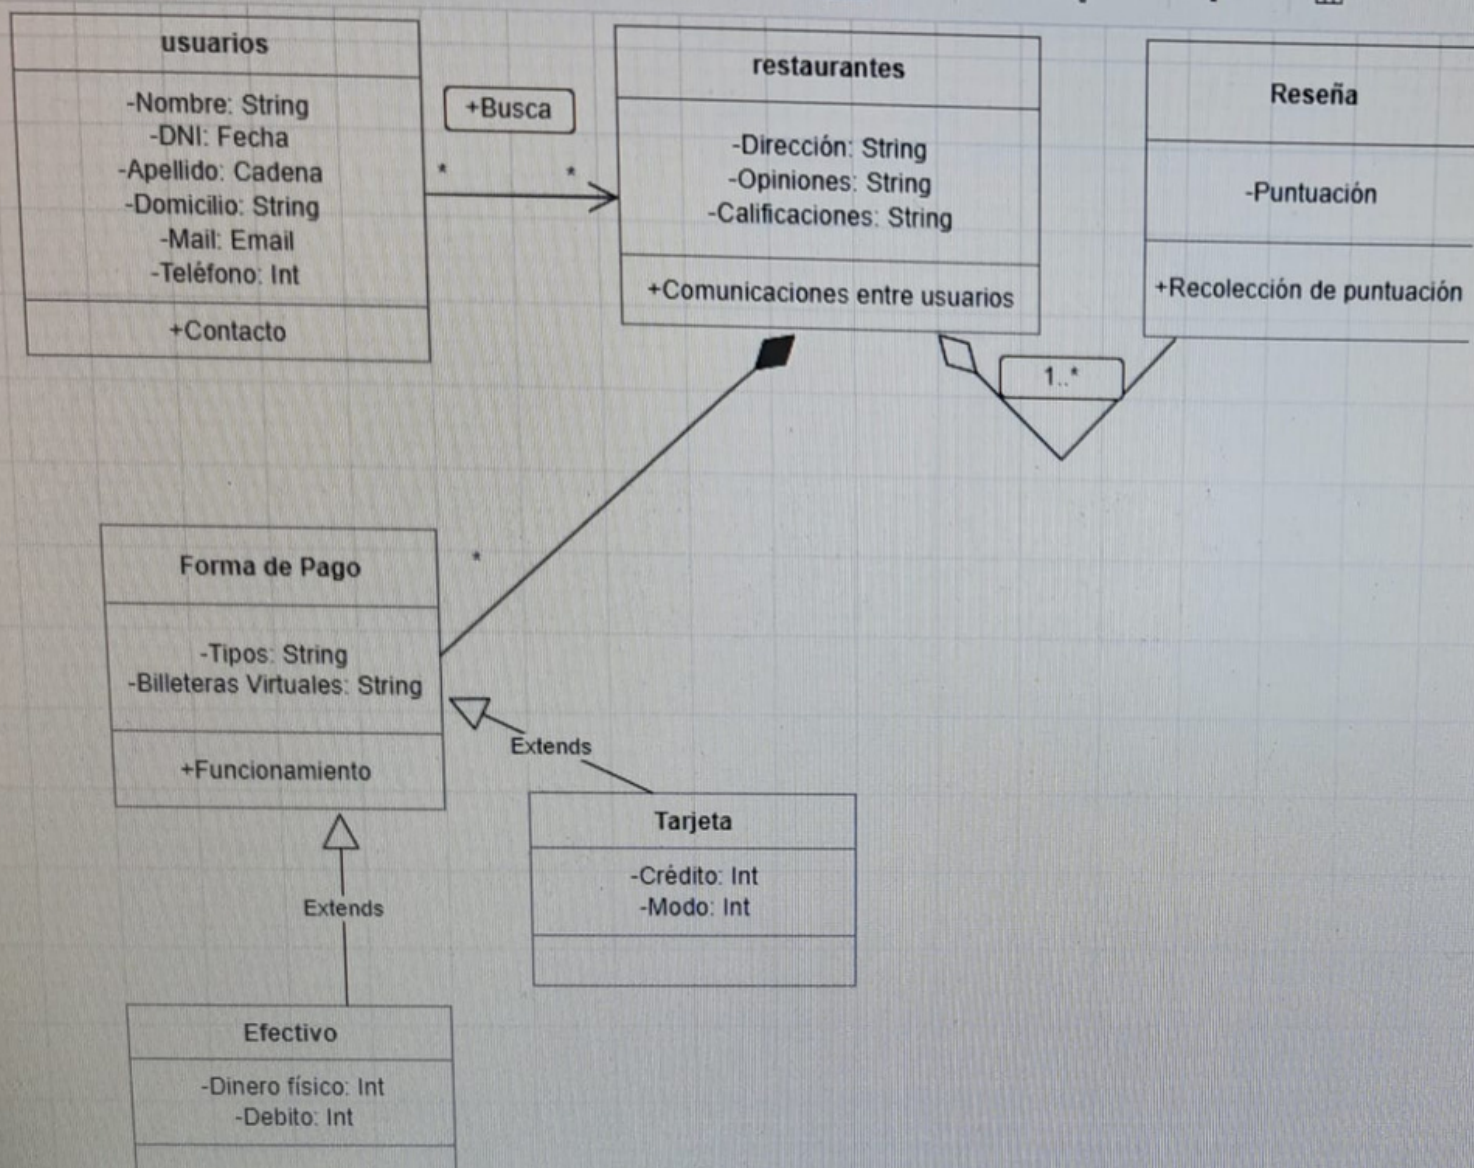 usuarios
-Nombre: String
-DNI: Fecha
-Apellido: Cadena
-Domicilio: String
-Mail: Email
-Teléfono: Int
+Contacto
+Busca
*
*
restaurantes
-Dirección: String
-Opiniones: String
-Calificaciones: String
+Comunicaciones entre usuarios
Reseña
-Puntuación
+Recolección de puntuación
1..*
*
Forma de Pago
-Tipos: String
-Billeteras Virtuales: String
+Funcionamiento
Extends
Tarjeta
-Crédito: Int
-Modo: Int
Extends
Efectivo
-Dinero físico: Int
-Debito: Int